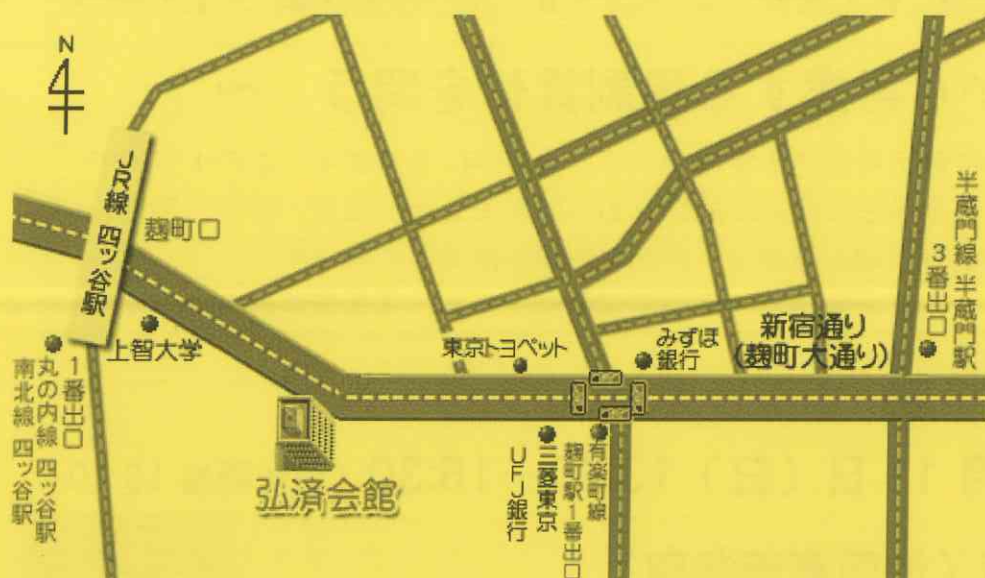 N
JR線 四ッ谷駅
麹町口
上智大学
1番出口
丸の内線 四ッ谷駅
南北線 四ッ谷駅
弘済会館
東京トヨペット
みずほ
銀行
新宿通り
(麹町大通り)
半蔵門線 半蔵門駅
3番出口
有楽町線
麹町駅1番出口
三菱東京
UFJ銀行